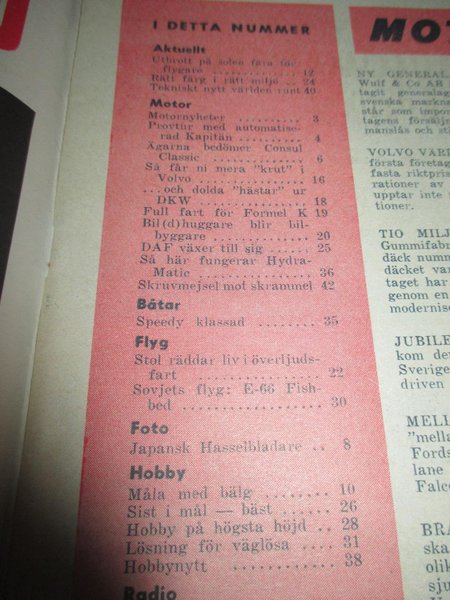 I DETTA NUMMER
Aktuellt
Utbrott på solen fara för
flygare ............... 12
Rätt färg i rätt miljö .. 24
Tekniskt nytt världen runt 40
Motor
Motornyheter .......... 3
Provtur med automatise-
rad Kapitän .......... 4
Ägarna bedömer Consul
Classic ............... 6
Så får ni mera "krut" i
Volvo ................ 16
...och dolda "hästar" ur
DKW ................. 18
Full fart för Formel K 19
Bil(d)huggare blir bil-
byggare .............. 20
DAF växer till sig ..... 25
Så här fungerar Hydra-
Matic ................ 36
Skruvmejsel mot skrammel 42
Båtar
Speedy klassad ........ 35
Flyg
Stol räddar liv i överljuds-
fart .................. 22
Sovjets flyg: E-66 Fish-
bed .................. 30
Foto
Japansk Hasselbladare .. 8
Hobby
Måla med bälg ........ 10
Sist i mål — bäst ..... 26
Hobby på högsta höjd .. 28
Lösning för väglösa ... 31
Hobbynytt ............ 38
Radio
MOT
NY GENERAL
Wulf & Co AB
tagit generalag
svenska markn
står som impor
tagens försälj
manslås och st
VOLVO VAR
första företag
fasta riktpris
rationer av
upptar inte
tioner.
TIO MILJ
Gummifabr
däck num
däcket var
taget har
genom en
modernise
JUBILE
kom de
Sverige
driven
MELI
"mella
Fords
lane
Falco
BRA
ska
olik
ser